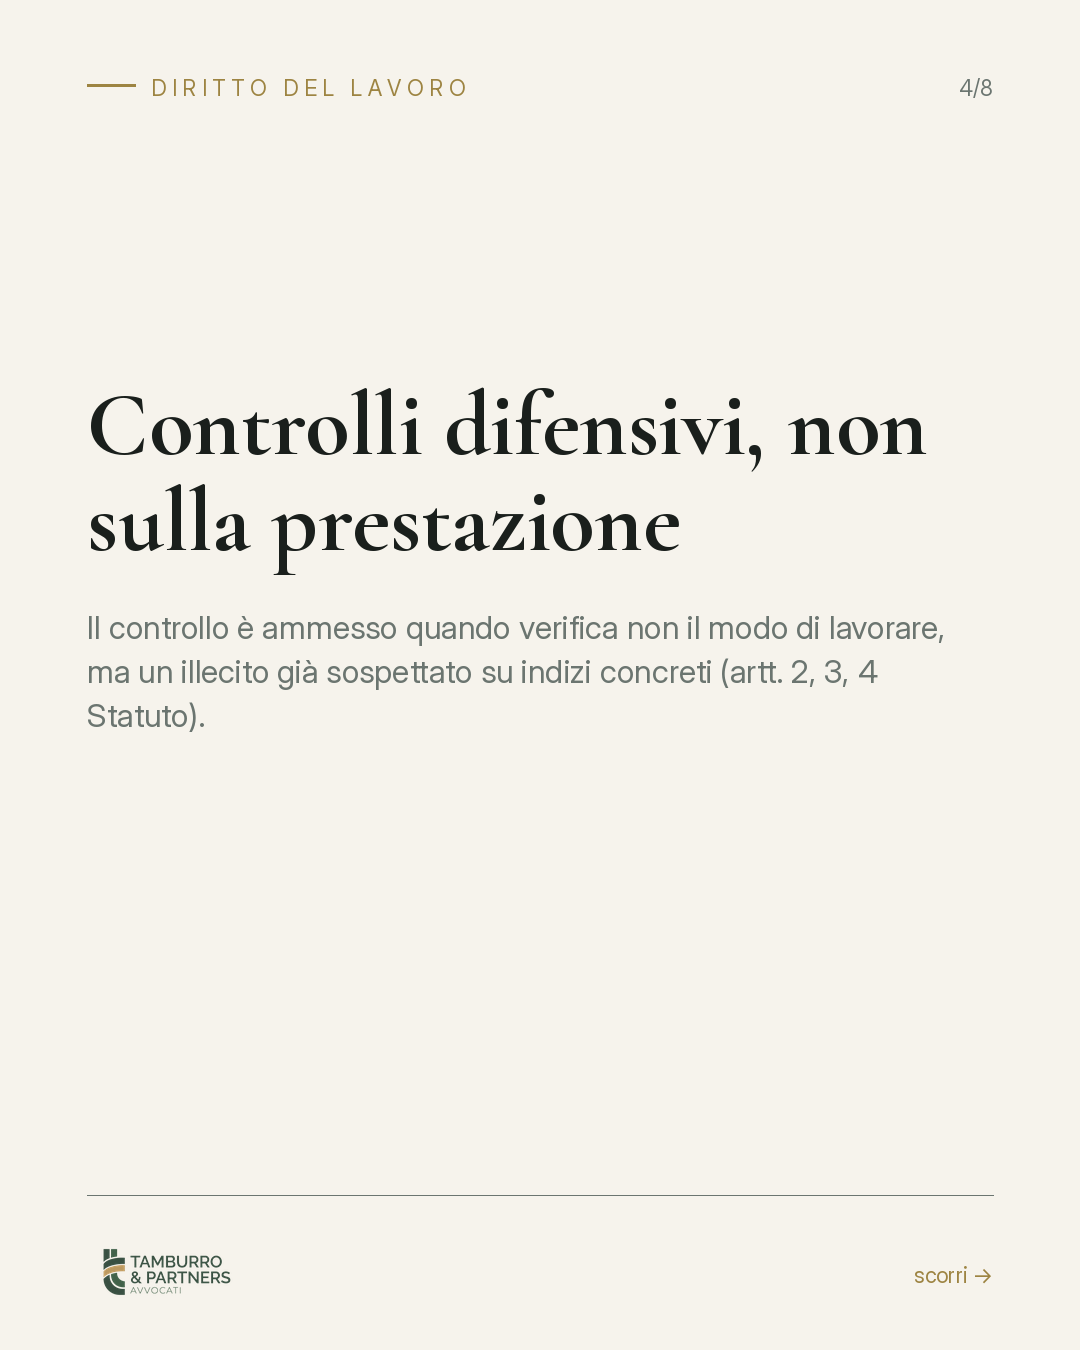 DIRITTO DEL LAVORO
4/8
Controlli difensivi, non
sulla prestazione
Il controllo è ammesso quando verifica non il modo di lavorare,
ma un illecito già sospettato su indizi concreti (artt. 2, 3, 4
Statuto).
TAMBURRO
& PARTNERS
AVVOCATI
scorri →